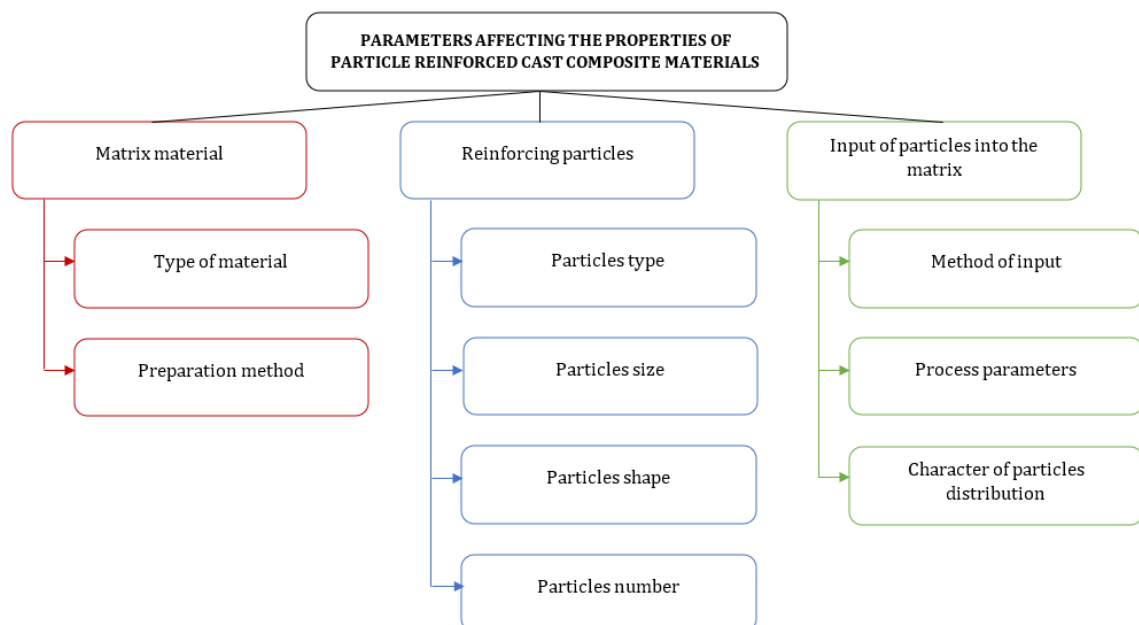 PARAMETERS AFFECTING THE PROPERTIES OF
PARTICLE REINFORCED CAST COMPOSITE MATERIALS
Matrix material
Type of material
Preparation method
Reinforcing particles
Particles type
Particles size
Particles shape
Particles number
Input of particles into the
matrix
Method of input
Process parameters
Character of particles
distribution